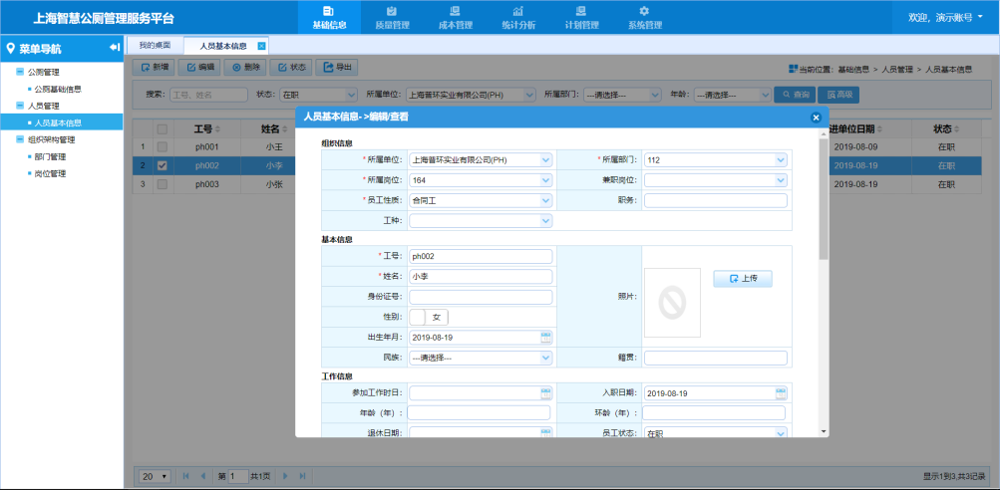 上海智慧公厕管理服务平台
基础信息 质量管理 成本管理 统计分析 计划管理 系统管理
欢迎, 演示账号
菜单导航
我的桌面 人员基本信息
公厕管理
公厕基础信息
人员管理
人员基本信息
组织架构管理
部门管理
岗位管理
新增 编辑 删除 状态 导出
当前位置: 基础信息 > 人员管理 > 人员基本信息
搜索: 工号、姓名 状态: 在职 所属单位: 上海普环实业有限公司(PH) 所属部门: ---请选择--- 年龄: ---请选择--- 查询 高级
工号 姓名 进单位日期 状态
1 ph001 小王 2019-08-09 在职
2 ph002 小李 2019-08-19 在职
3 ph003 小张 2019-08-19 在职
人员基本信息->编辑/查看
组织信息
*所属单位: 上海普环实业有限公司(PH) *所属部门: 112
*所属岗位: 164 兼职岗位:
*员工性质: 合同工 职务:
工种:
基本信息
*工号: ph002
*姓名: 小李
身份证号:
性别: 女
出生年月: 2019-08-19
民族: ---请选择---
照片: 上传
籍贯:
工作信息
参加工作时日: 入职日期: 2019-08-19
年龄（年）: 环龄（年）:
退休日期: 员工状态: 在职
20 第 1 共1页
显示1到3,共3记录